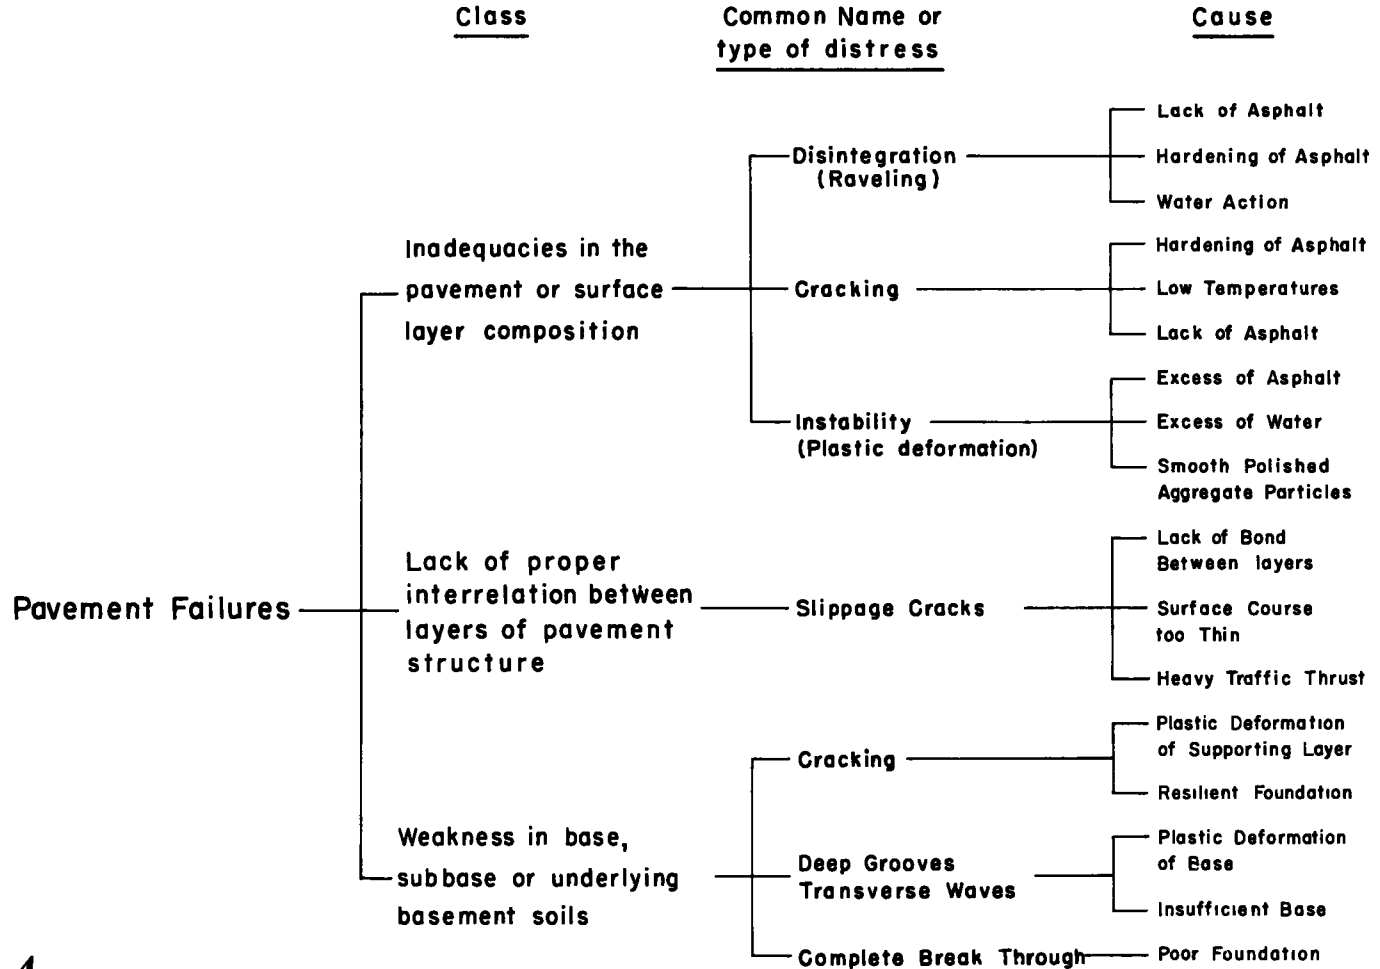 Class
Common Name or
type of distress
Cause
Pavement Failures
Inadequacies in the
pavement or surface
layer composition
Disintegration
(Raveling)
Lack of Asphalt
Hardening of Asphalt
Water Action
Cracking
Hardening of Asphalt
Low Temperatures
Lack of Asphalt
Instability
(Plastic deformation)
Excess of Asphalt
Excess of Water
Smooth Polished
Aggregate Particles
Lack of proper
interrelation between
layers of pavement
structure
Slippage Cracks
Lack of Bond
Between layers
Surface Course
too Thin
Heavy Traffic Thrust
Weakness in base,
subbase or underlying
basement soils
Cracking
Plastic Deformation
of Supporting Layer
Resilient Foundation
Deep Grooves
Transverse Waves
Plastic Deformation
of Base
Insufficient Base
Complete Break Through
Poor Foundation